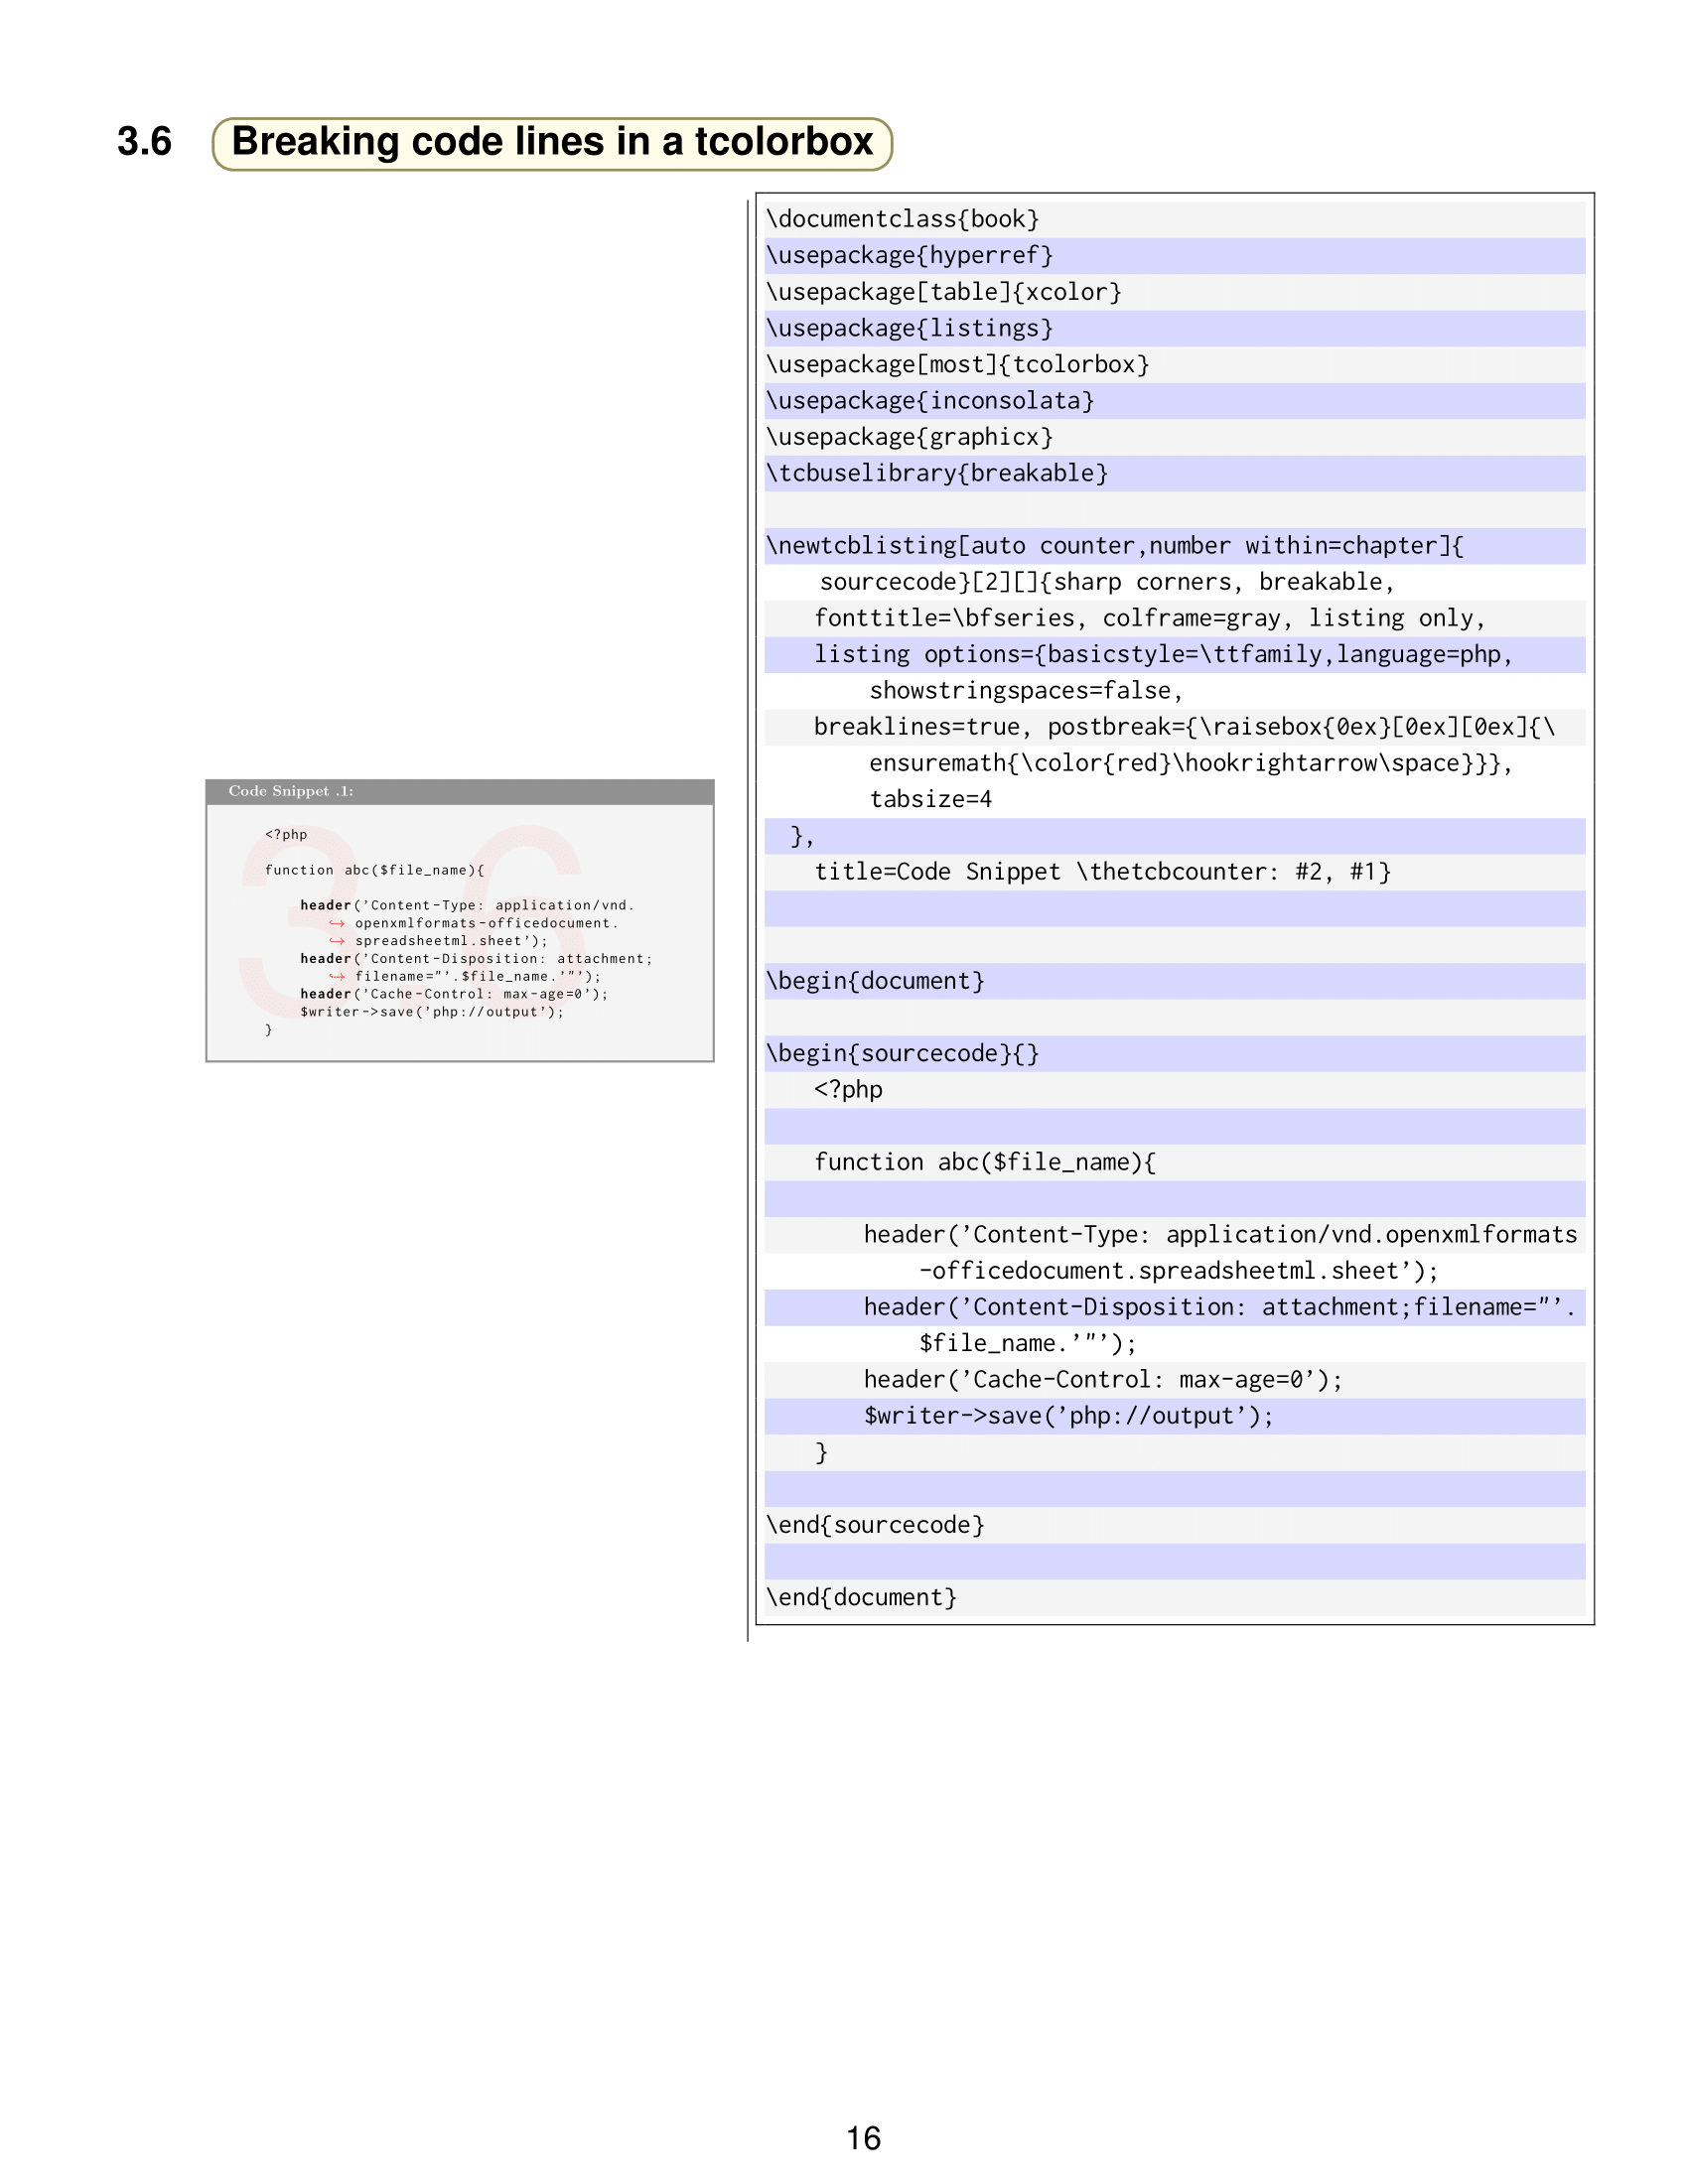 3.6 Breaking code lines in a tcolorbox
Code Snippet .1:
3.6
<?php
function abc($file_name){
header('Content-Type: application/vnd.
↪ openxmlformats-officedocument.
↪ spreadsheetml.sheet');
header('Content-Disposition: attachment;
↪ filename="'.$file_name.'"');
header('Cache-Control: max-age=0');
$writer->save('php://output');
}
\documentclass{book}
\usepackage{hyperref}
\usepackage[table]{xcolor}
\usepackage{listings}
\usepackage[most]{tcolorbox}
\usepackage{inconsolata}
\usepackage{graphicx}
\tcbuselibrary{breakable}
\newtcblisting[auto counter,number within=chapter]{
sourcecode}[2][]{sharp corners, breakable,
fonttitle=\bfseries, colframe=gray, listing only,
listing options={basicstyle=\ttfamily,language=php,
showstringspaces=false,
breaklines=true, postbreak={\raisebox{0ex}[0ex][0ex]{\
ensuremath{\color{red}\hookrightarrow\space}}},
tabsize=4
},
title=Code Snippet \thetcbcounter: #2, #1}
\begin{document}
\begin{sourcecode}{}
<?php
function abc($file_name){
header('Content-Type: application/vnd.openxmlformats
-officedocument.spreadsheetml.sheet');
header('Content-Disposition: attachment;filename="'.
$file_name.'"');
header('Cache-Control: max-age=0');
$writer->save('php://output');
}
\end{sourcecode}
\end{document}
16